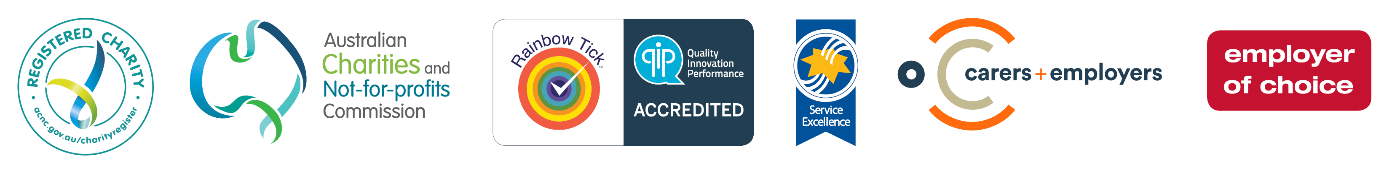 REGISTERED CHARITY
acnc.gov.au/charityregister
Australian
Charities and
Not-for-profits
Commission
Rainbow Tick
qip
Quality
Innovation
Performance
ACCREDITED
Service
Excellence
carers+employers
employer
of choice